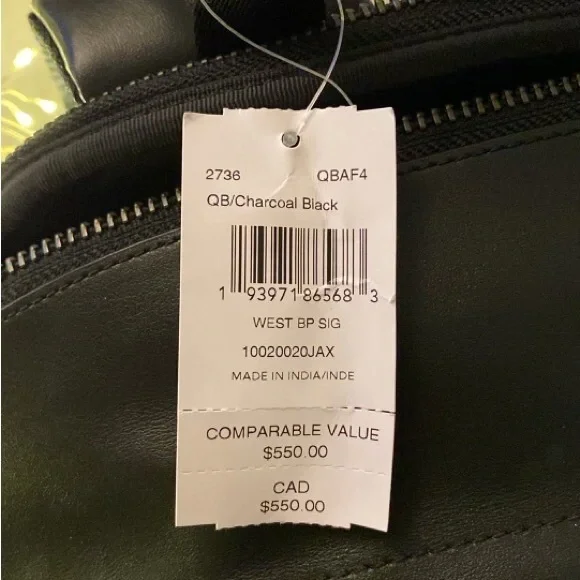 2736 QBAF4
QB/Charcoal Black
1 93971 86568 3
WEST BP SIG
10020020JAX
MADE IN INDIA/INDE
COMPARABLE VALUE
$550.00
CAD
$550.00